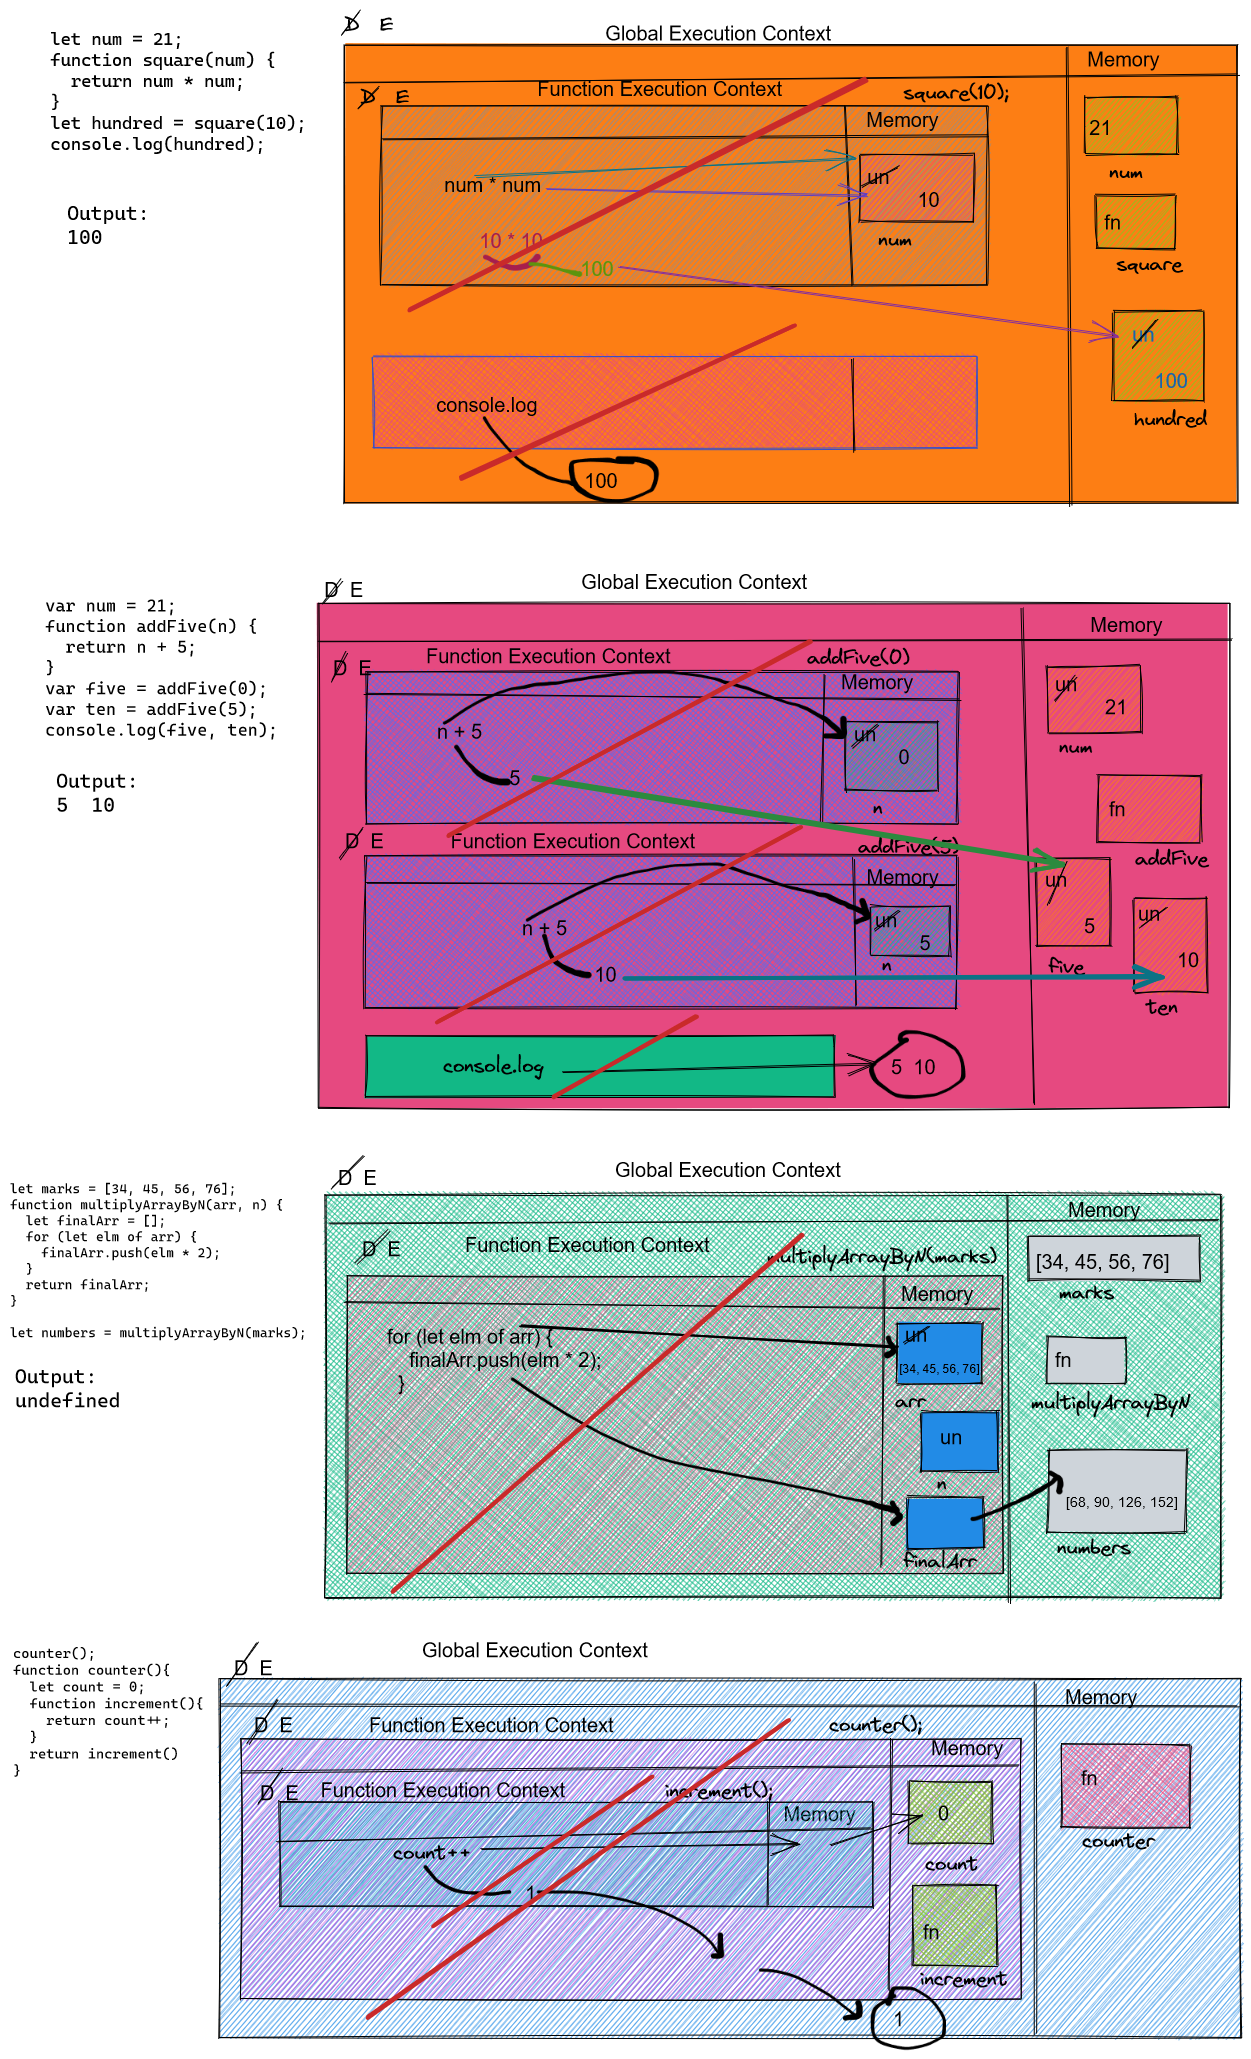 let num = 21;
function square(num) {
  return num * num;
}
let hundred = square(10);
console.log(hundred);
Output:
100
D E
Global Execution Context
Memory
D E
Function Execution Context
square(10);
Memory
num * num
un
10
num
10 * 10
100
21
num
fn
square
un
100
hundred
console.log
100
var num = 21;
function addFive(n) {
  return n + 5;
}
var five = addFive(0);
var ten = addFive(5);
console.log(five, ten);
Output:
5  10
D E
Global Execution Context
Memory
D E
Function Execution Context
addFive(0)
Memory
n + 5
un
0
n
5
D E
Function Execution Context
addFive(5)
Memory
n + 5
un
5
n
10
un
21
num
fn
addFive
un
5
five
un
10
ten
console.log
5  10
let marks = [34, 45, 56, 76];
function multiplyArrayByN(arr, n) {
  let finalArr = [];
  for (let elm of arr) {
    finalArr.push(elm * 2);
  }
  return finalArr;
}
let numbers = multiplyArrayByN(marks);
Output:
undefined
D E
Global Execution Context
Memory
D E
Function Execution Context
multiplyArrayByN(marks)
Memory
for (let elm of arr) {
finalArr.push(elm * 2);
}
un
[34, 45, 56, 76]
arr
un
n
finalArr
[34, 45, 56, 76]
marks
fn
multiplyArrayByN
[68, 90, 126, 152]
numbers
counter();
function counter(){
  let count = 0;
  function increment(){
    return count++;
  }
  return increment()
}
D E
Global Execution Context
Memory
D E
Function Execution Context
counter();
Memory
D E
Function Execution Context
increment();
Memory
count++
1
0
count
fn
increment
1
fn
counter